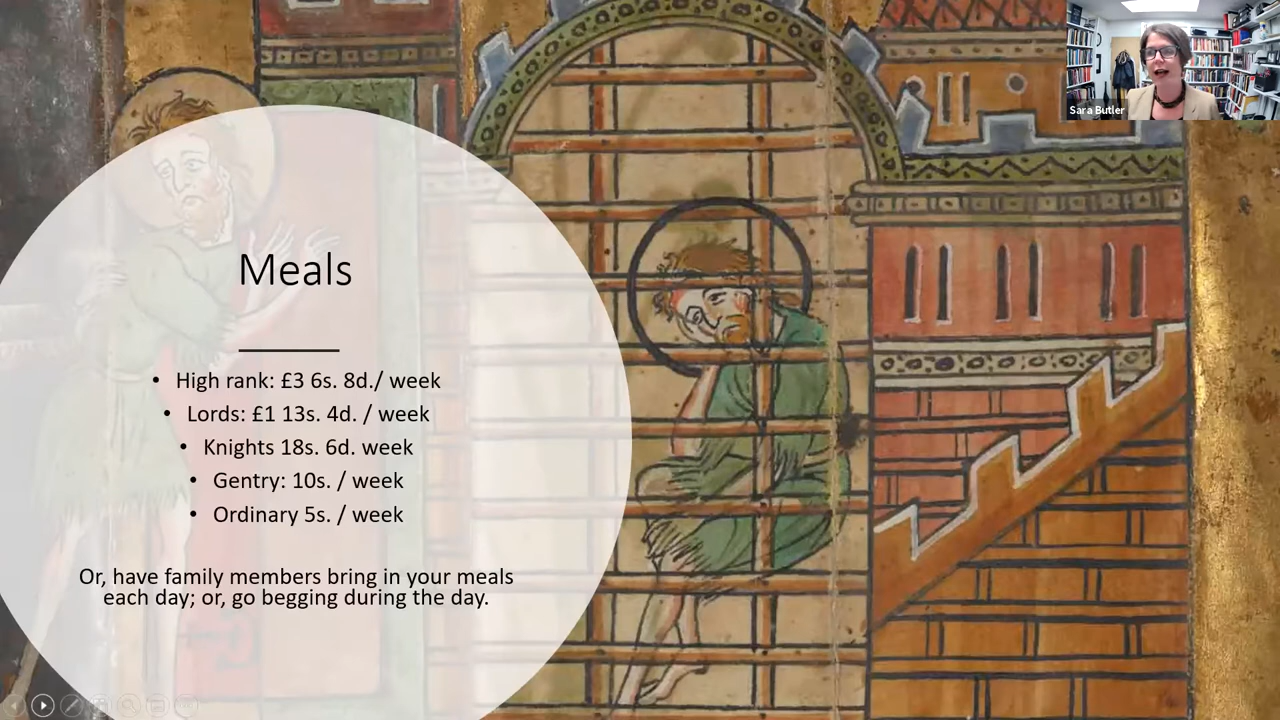 Sara Butler
Meals
• High rank: £3 6s. 8d./ week
• Lords: £1 13s. 4d. / week
• Knights 18s. 6d. week
• Gentry: 10s. / week
• Ordinary 5s. / week
Or, have family members bring in your meals
each day; or, go begging during the day.